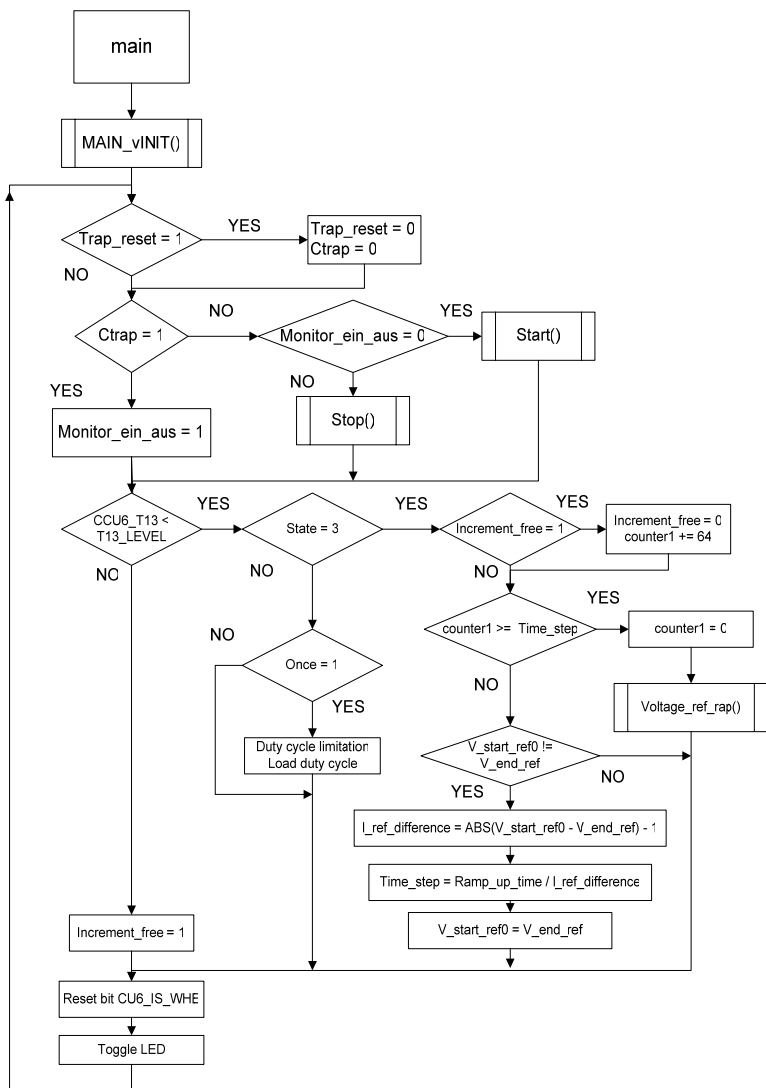 main
MAIN_vINIT()
Trap_reset = 1
YES
Trap_reset = 0
Ctrap = 0
NO
Ctrap = 1
NO
Monitor_ein_aus = 0
YES
Start()
YES
NO
Monitor_ein_aus = 1
Stop()
CCU6_T13 <
T13_LEVEL
YES
State = 3
YES
Increment_free = 1
YES
Increment_free = 0
counter1 += 64
NO
NO
NO
counter1 >= Time_step
YES
counter1 = 0
NO
Once = 1
YES
NO
Voltage_ref_rap()
Duty cycle limitation
Load duty cycle
V_start_ref0 !=
V_end_ref
NO
YES
I_ref_difference = ABS(V_start_ref0 - V_end_ref) - 1
Time_step = Ramp_up_time / I_ref_difference
V_start_ref0 = V_end_ref
Increment_free = 1
Reset bit CU6_IS_WHE
Toggle LED